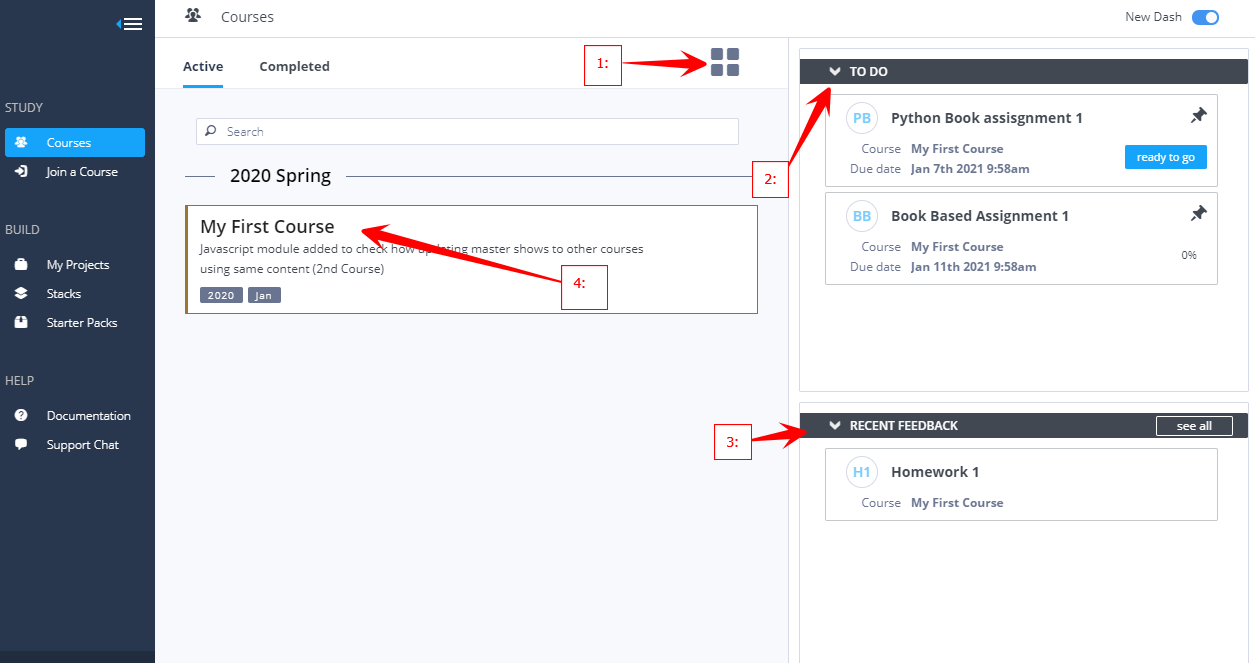 Courses
New Dash
STUDY
Courses
Join a Course
BUILD
My Projects
Stacks
Starter Packs
HELP
Documentation
Support Chat
Active Completed
1:
Search
2020 Spring
My First Course
Javascript module added to check how updating master shows to other courses
using same content (2nd Course)
2020 Jan
4:
2:
3:
TO DO
PB Python Book assisgnment 1
Course My First Course
Due date Jan 7th 2021 9:58am
ready to go
BB Book Based Assignment 1
Course My First Course
Due date Jan 11th 2021 9:58am
0%
RECENT FEEDBACK see all
H1 Homework 1
Course My First Course